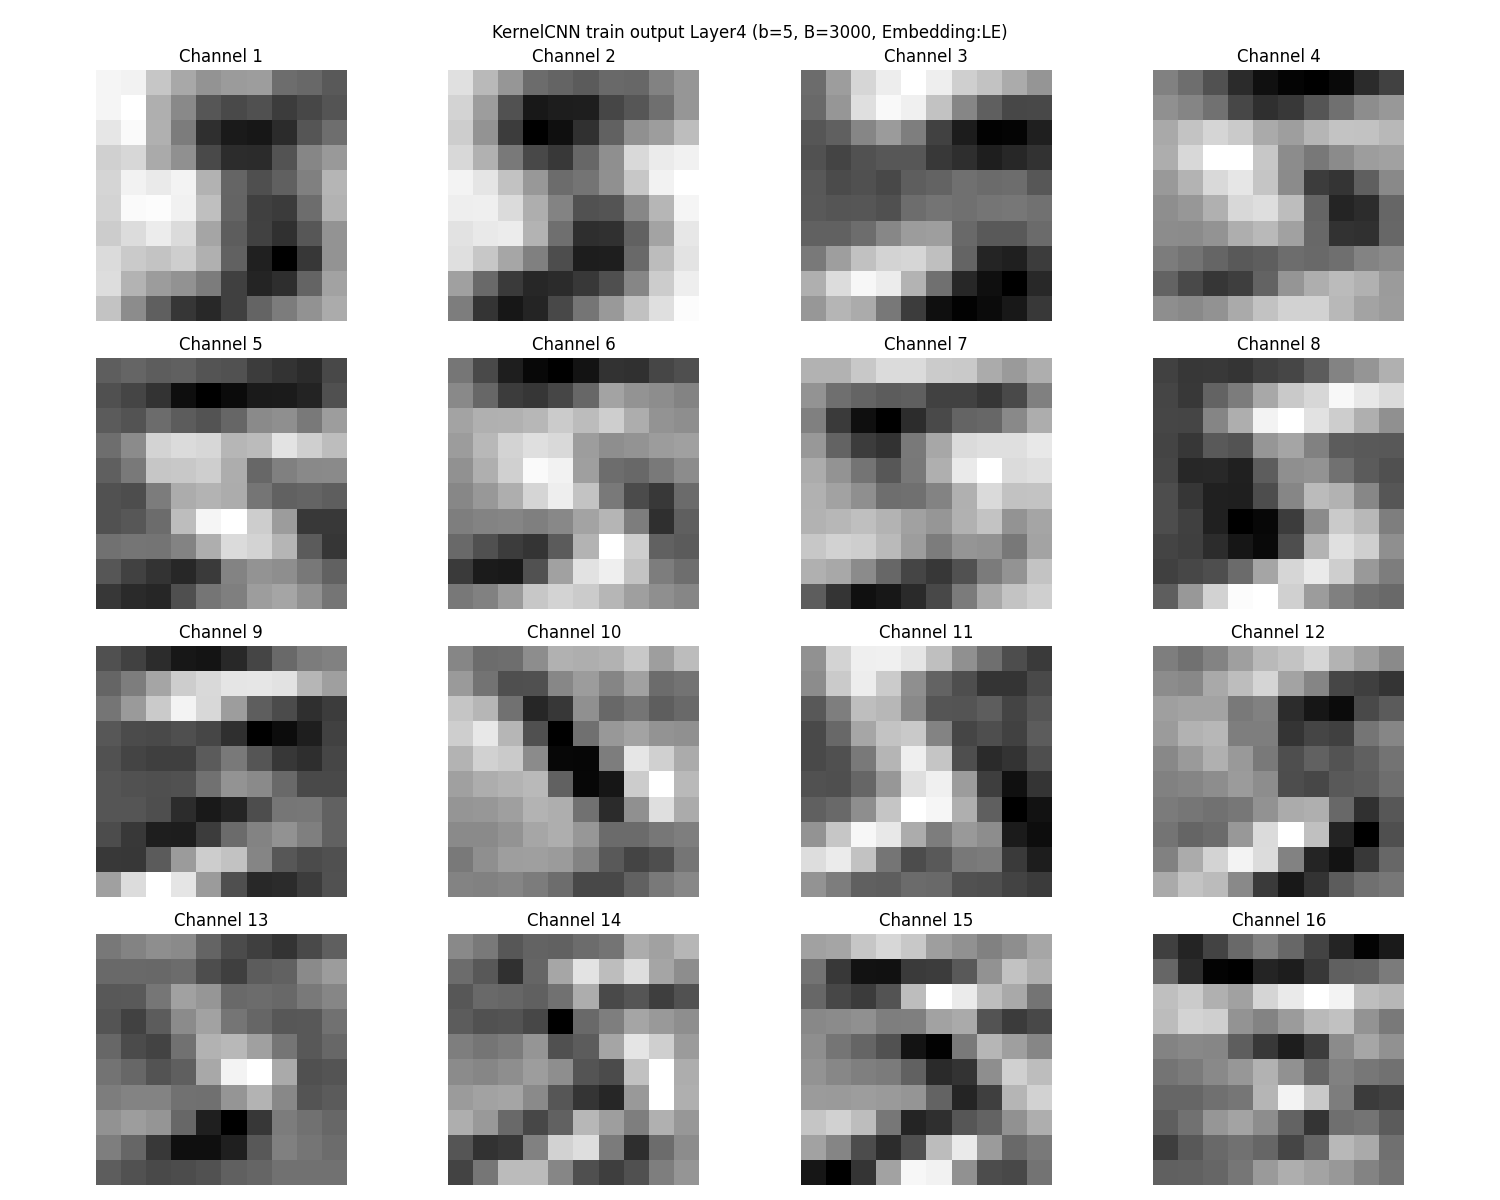 KernelCNN train output Layer4 (b=5, B=3000, Embedding:LE)
Channel 1 Channel 2 Channel 3 Channel 4
Channel 5 Channel 6 Channel 7 Channel 8
Channel 9 Channel 10 Channel 11 Channel 12
Channel 13 Channel 14 Channel 15 Channel 16